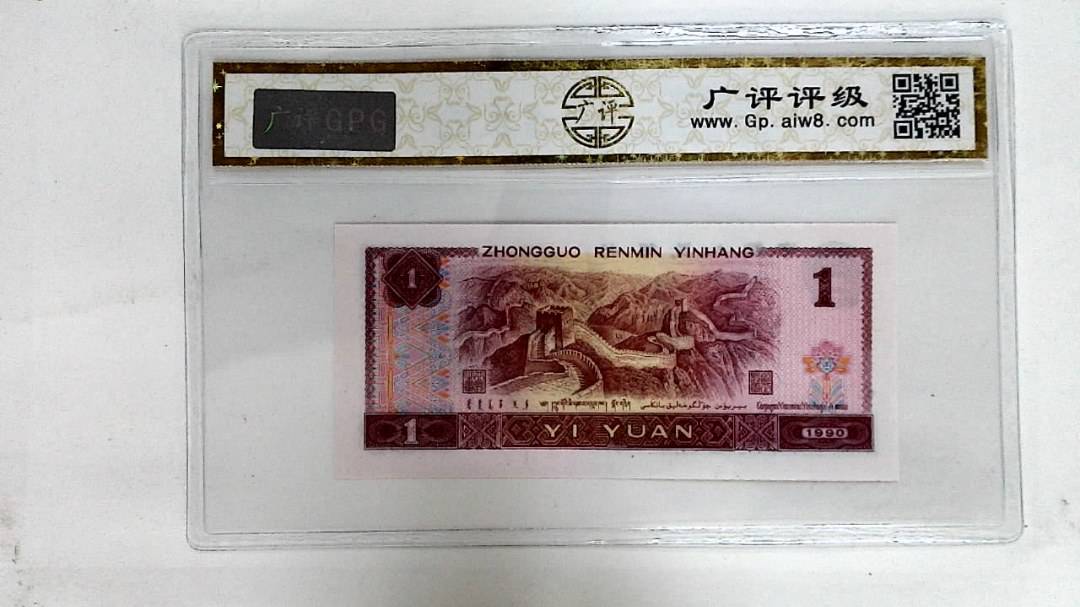 广评GPG
广评
广评评级
www.Gp.aiw8.com
ZHONGGUO RENMIN YINHANG
1
1
1
YI YUAN
1990